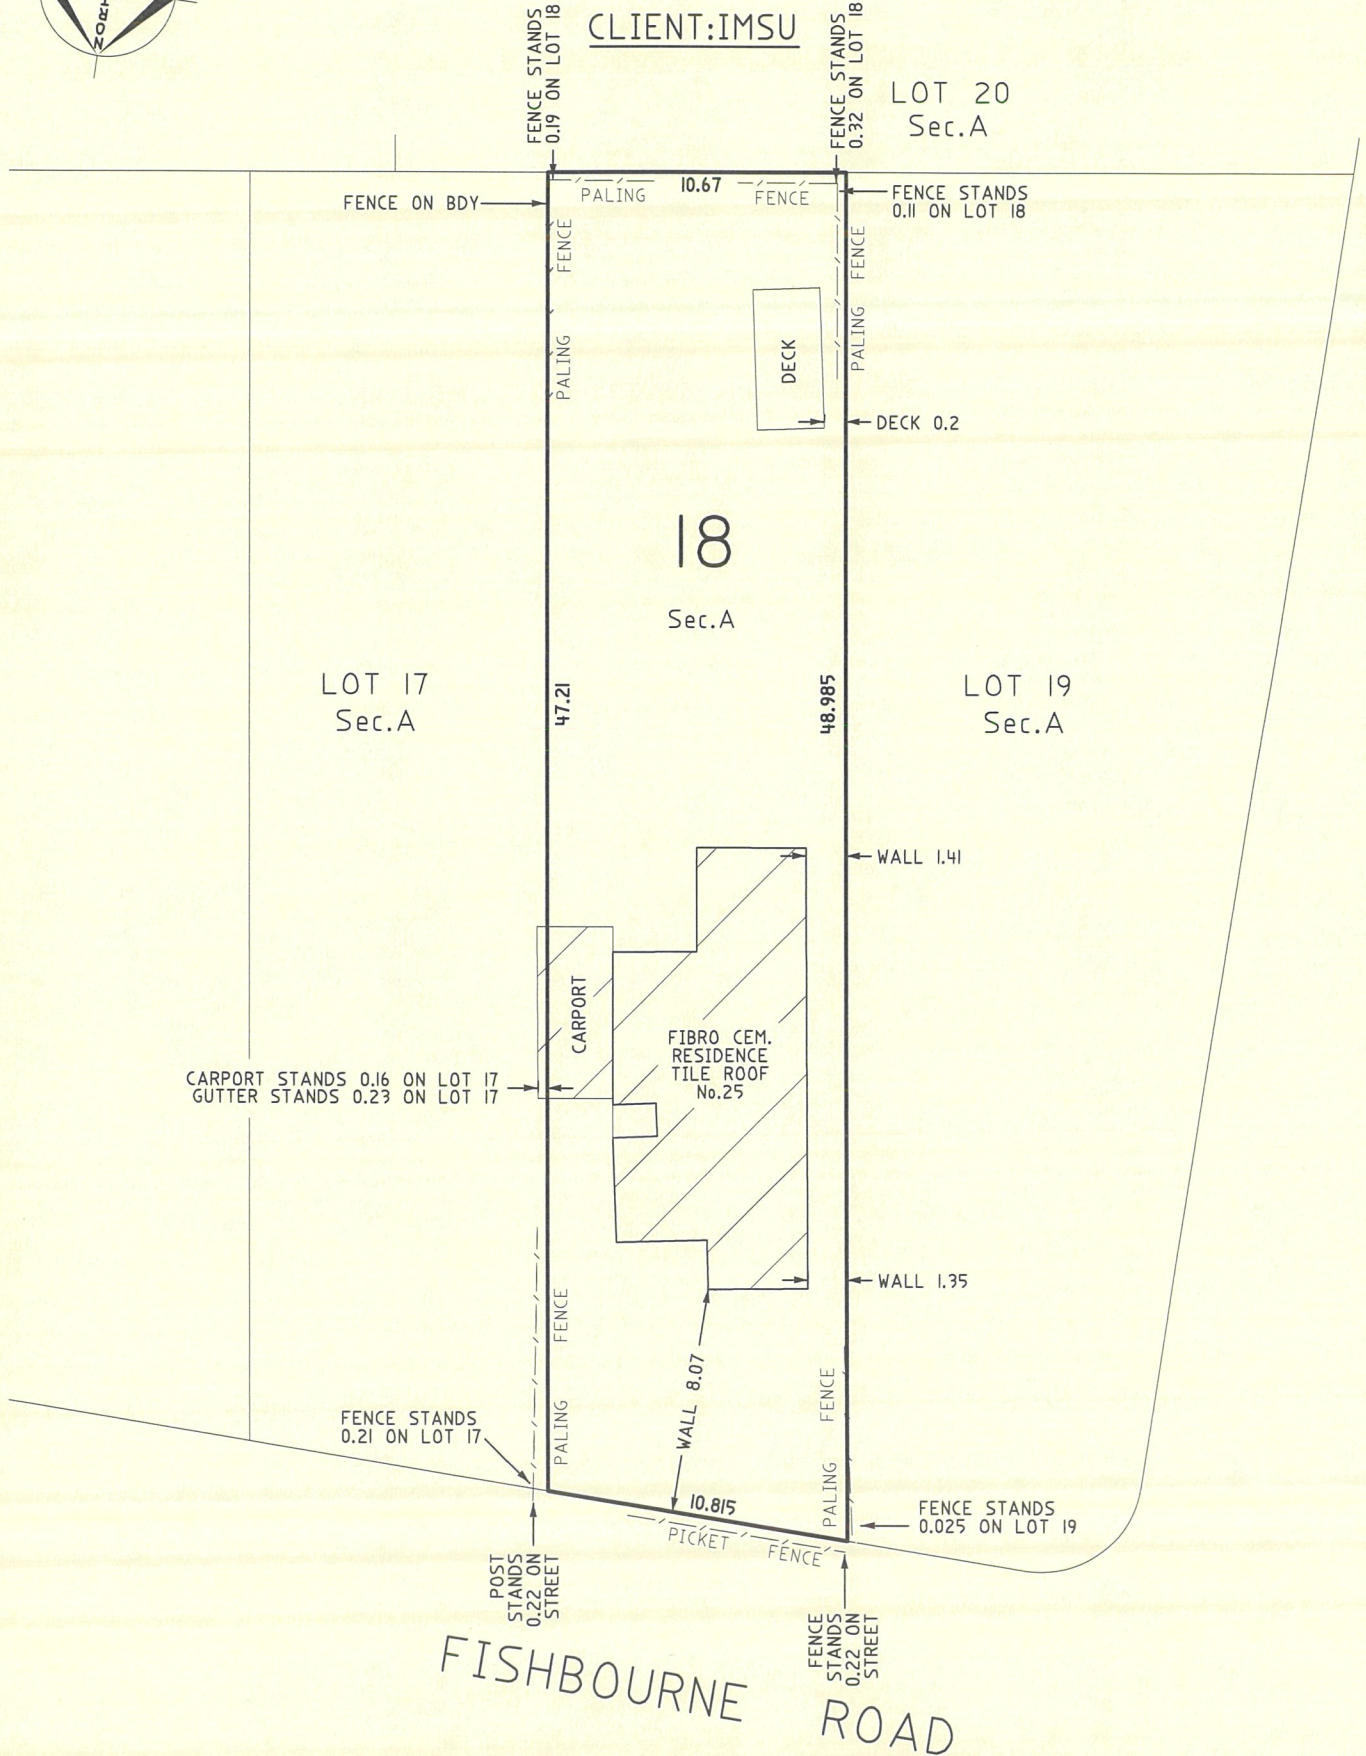 NORTH
CLIENT:IMSU
FENCE STANDS
0.19 ON LOT 18
FENCE STANDS
0.32 ON LOT 18
LOT 20
Sec.A
FENCE ON BDY
PALING
10.67
FENCE
FENCE STANDS
0.11 ON LOT 18
PALING FENCE
PALING FENCE
DECK
DECK 0.2
18
Sec.A
LOT 17
Sec.A
47.21
48.985
LOT 19
Sec.A
WALL 1.41
CARPORT
FIBRO CEM.
RESIDENCE
TILE ROOF
No.25
CARPORT STANDS 0.16 ON LOT 17
GUTTER STANDS 0.23 ON LOT 17
WALL 1.35
PALING FENCE
WALL 8.07
PALING FENCE
FENCE STANDS
0.21 ON LOT 17
10.815
PICKET FENCE
FENCE STANDS
0.025 ON LOT 19
POST
STANDS
0.22 ON
STREET
FENCE
STANDS
0.22 ON
STREET
FISHBOURNE ROAD